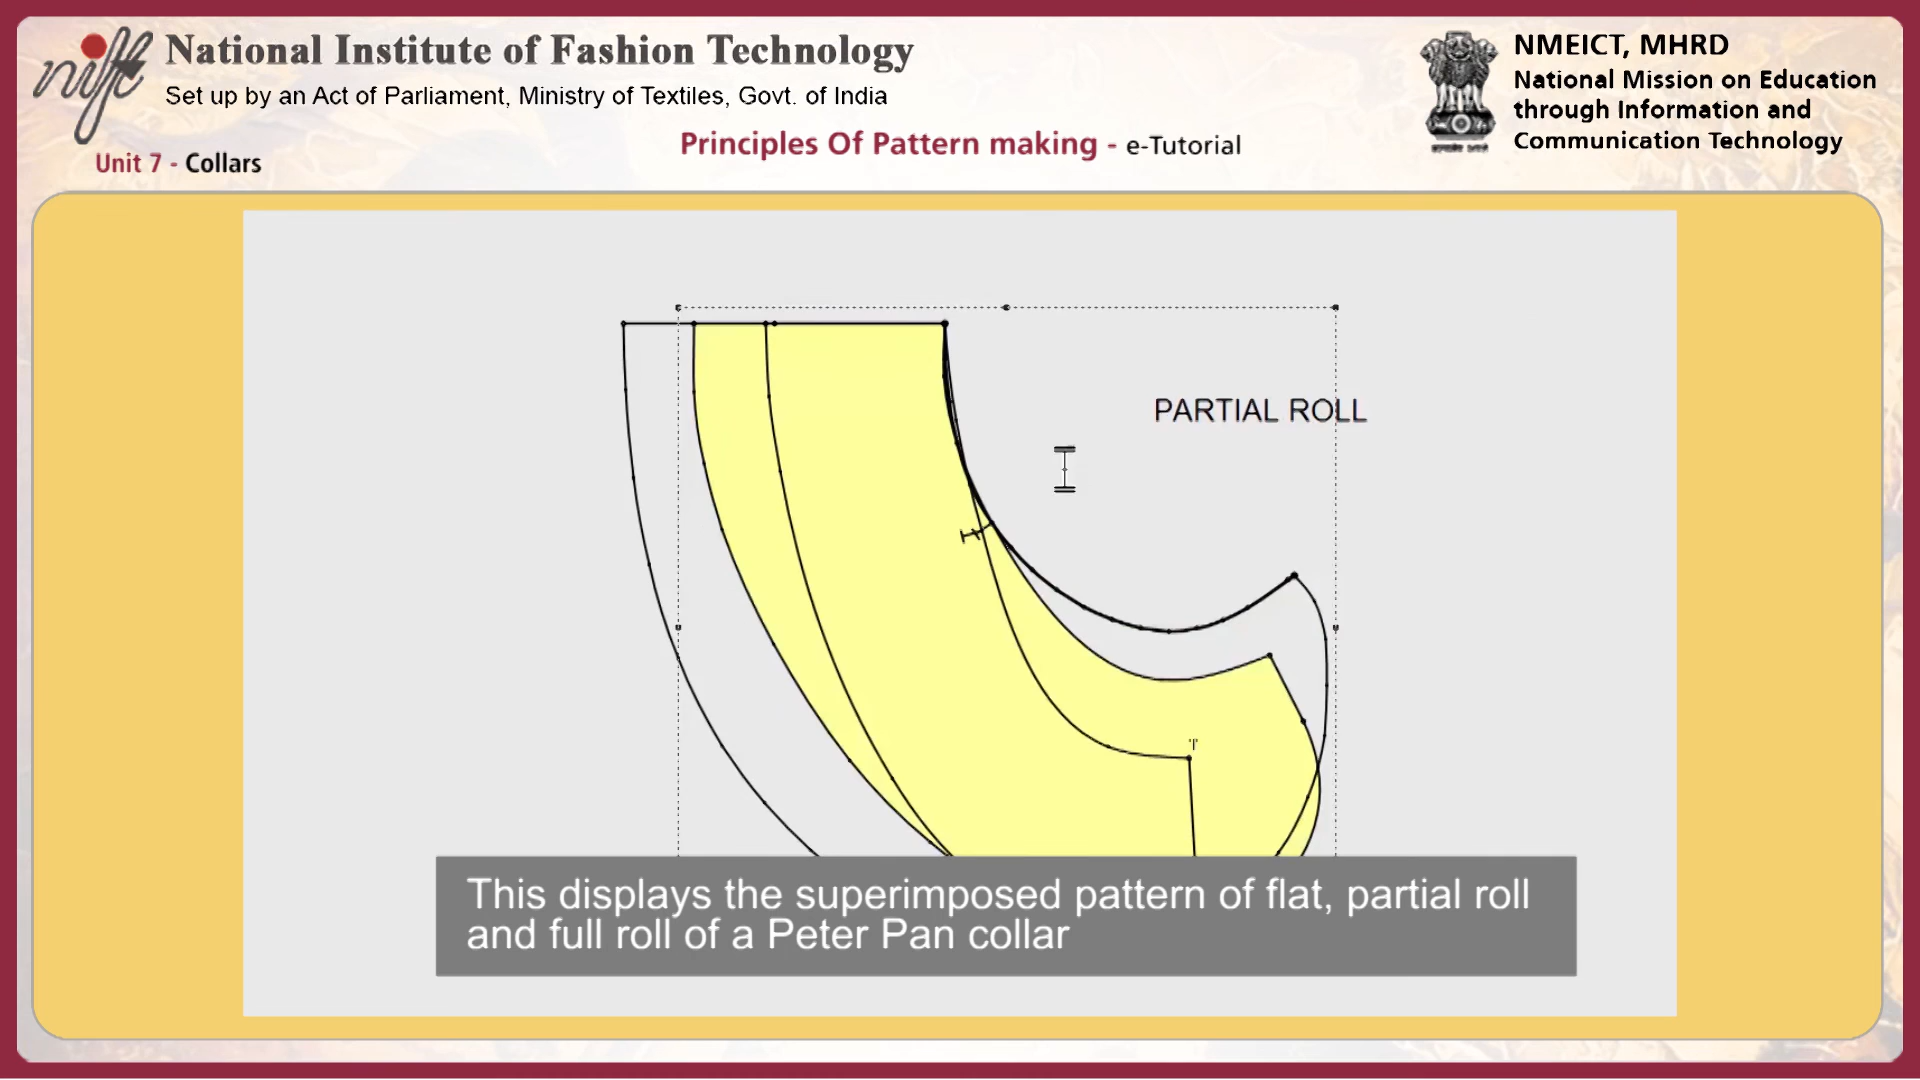 nift
National Institute of Fashion Technology
Set up by an Act of Parliament, Ministry of Textiles, Govt. of India
NMEICT, MHRD
National Mission on Education
through Information and
Communication Technology
Principles Of Pattern making - e-Tutorial
Unit 7 - Collars
PARTIAL ROLL
This displays the superimposed pattern of flat, partial roll
and full roll of a Peter Pan collar